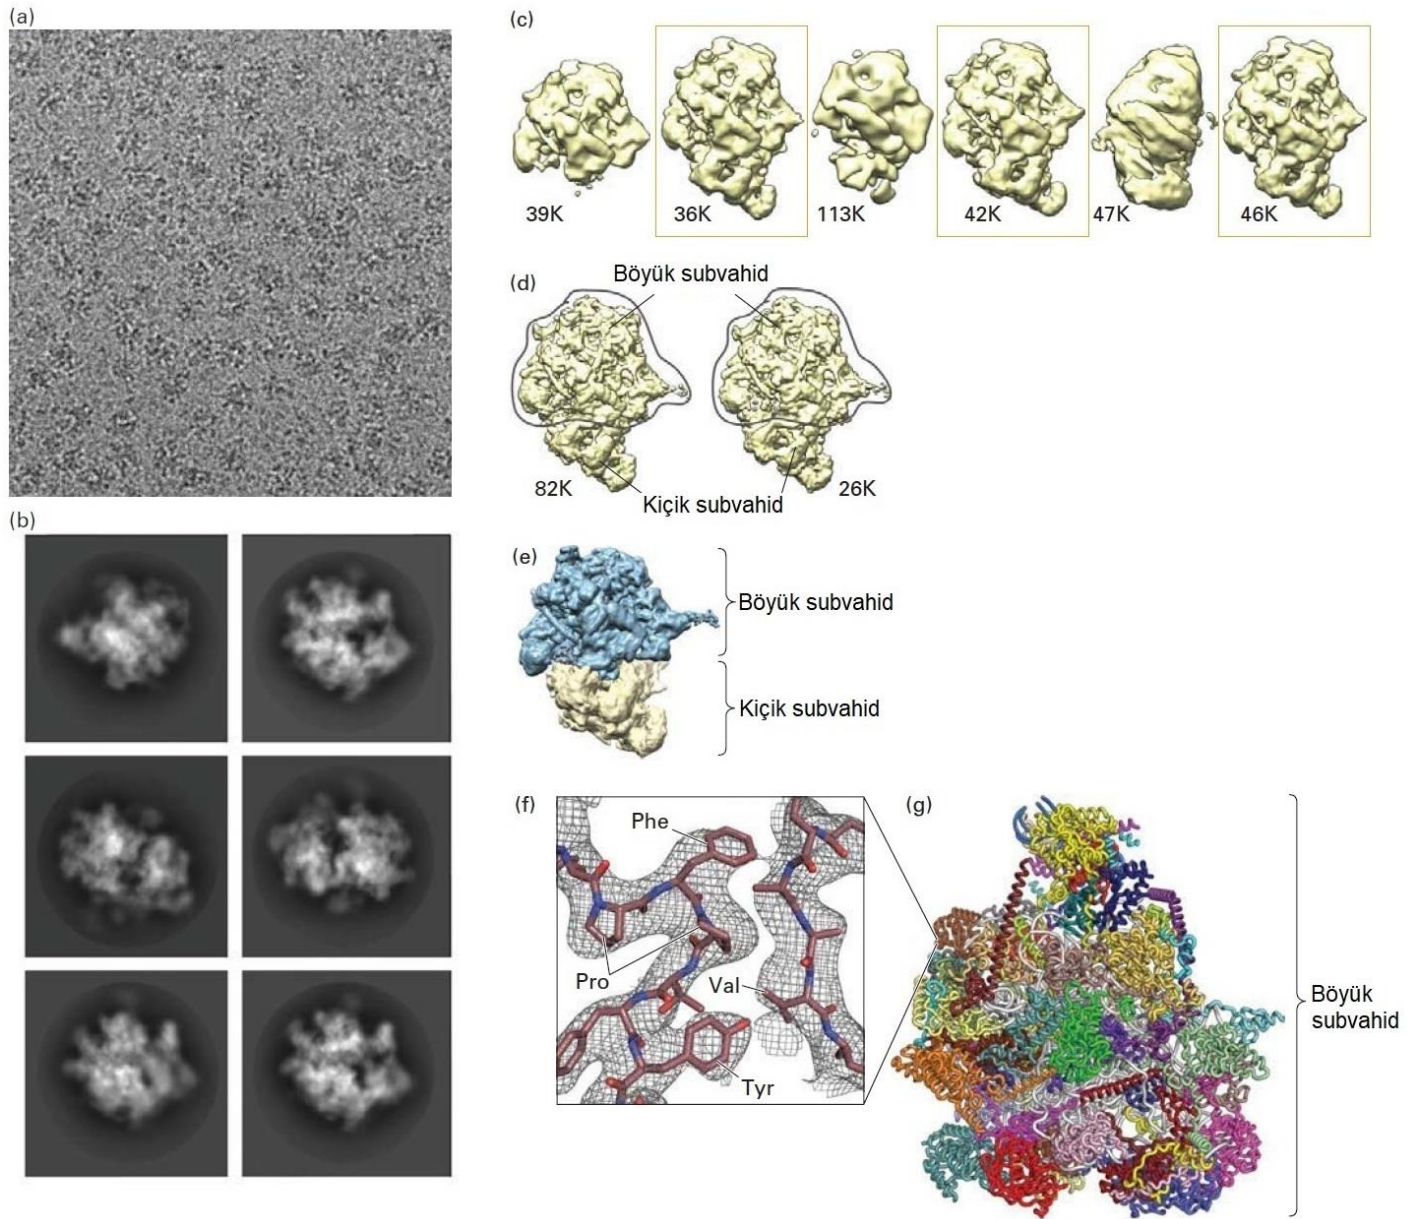 (a)
(b)
(c)
39K
36K
113K
42K
47K
46K
(d)
Böyük subvahid
82K
26K
Kiçik subvahid
(e)
Böyük subvahid
Kiçik subvahid
(f)
Phe
Pro
Val
Tyr
(g)
Böyük
subvahid